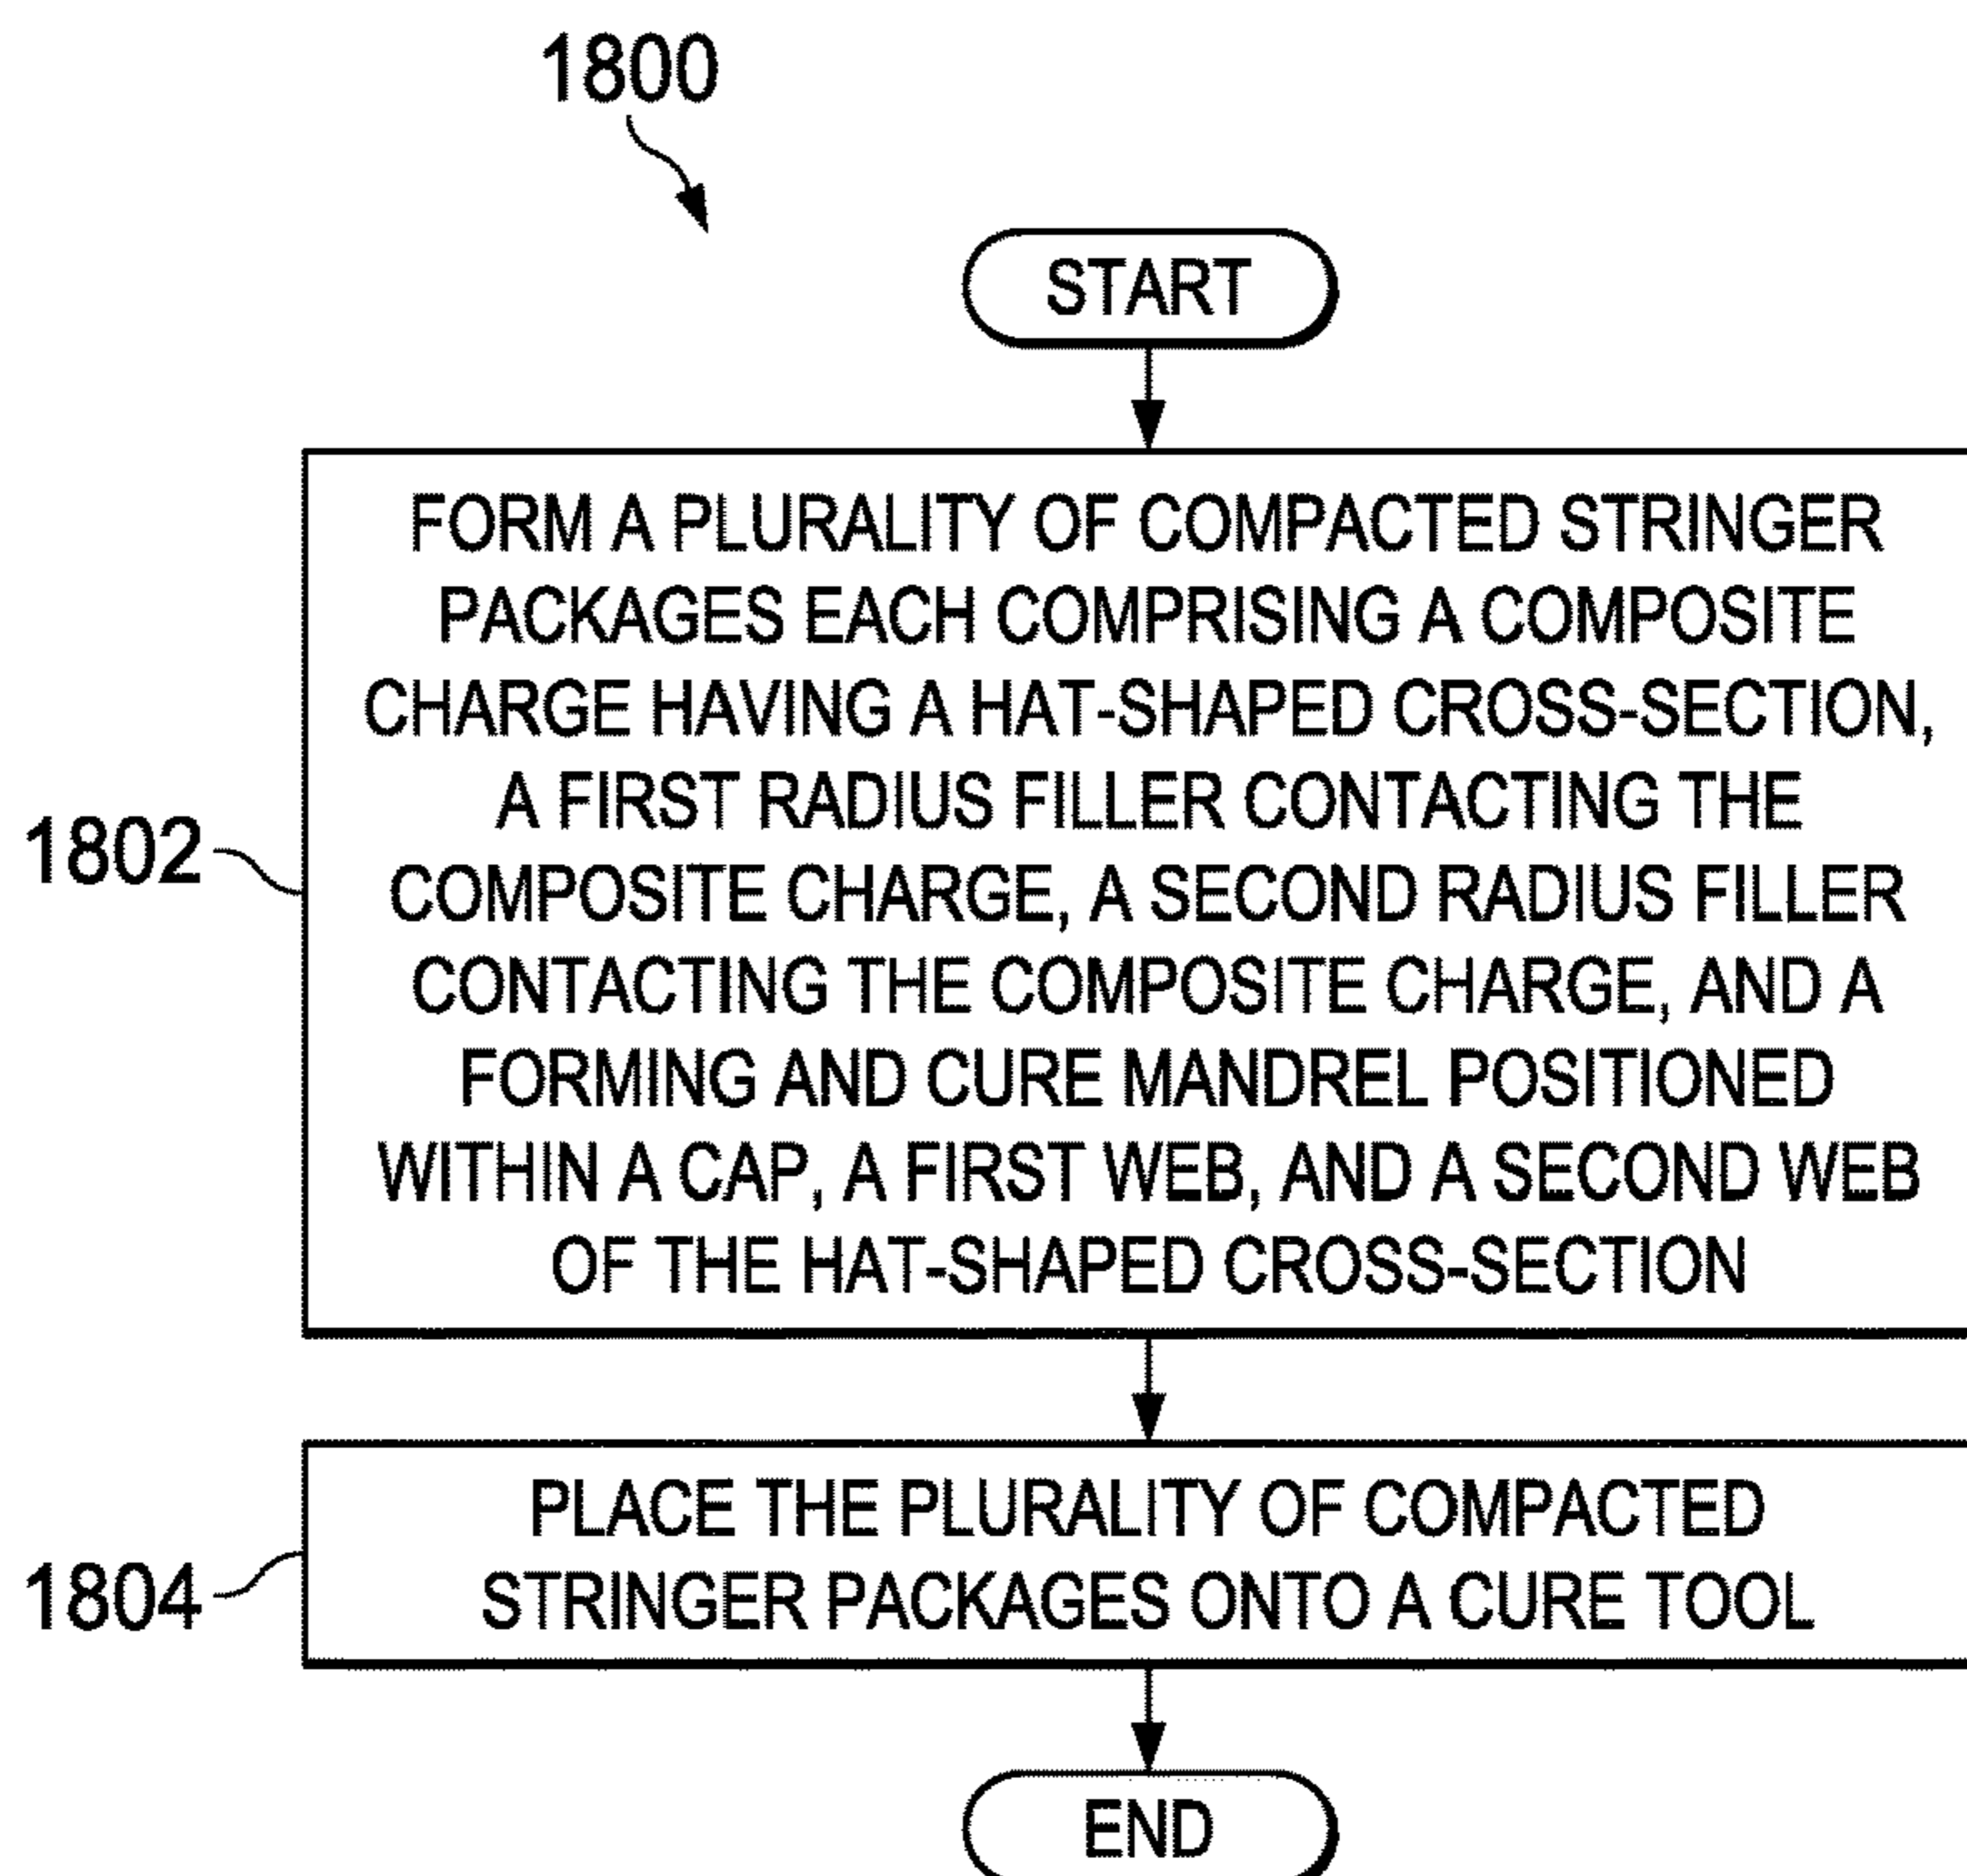 1800
START
FORM A PLURALITY OF COMPACTED STRINGER
PACKAGES EACH COMPRISING A COMPOSITE
CHARGE HAVING A HAT-SHAPED CROSS-SECTION,
A FIRST RADIUS FILLER CONTACTING THE
COMPOSITE CHARGE, A SECOND RADIUS FILLER
CONTACTING THE COMPOSITE CHARGE, AND A
FORMING AND CURE MANDREL POSITIONED
WITHIN A CAP, A FIRST WEB, AND A SECOND WEB
OF THE HAT-SHAPED CROSS-SECTION
1802
PLACE THE PLURALITY OF COMPACTED
STRINGER PACKAGES ONTO A CURE TOOL
1804
END